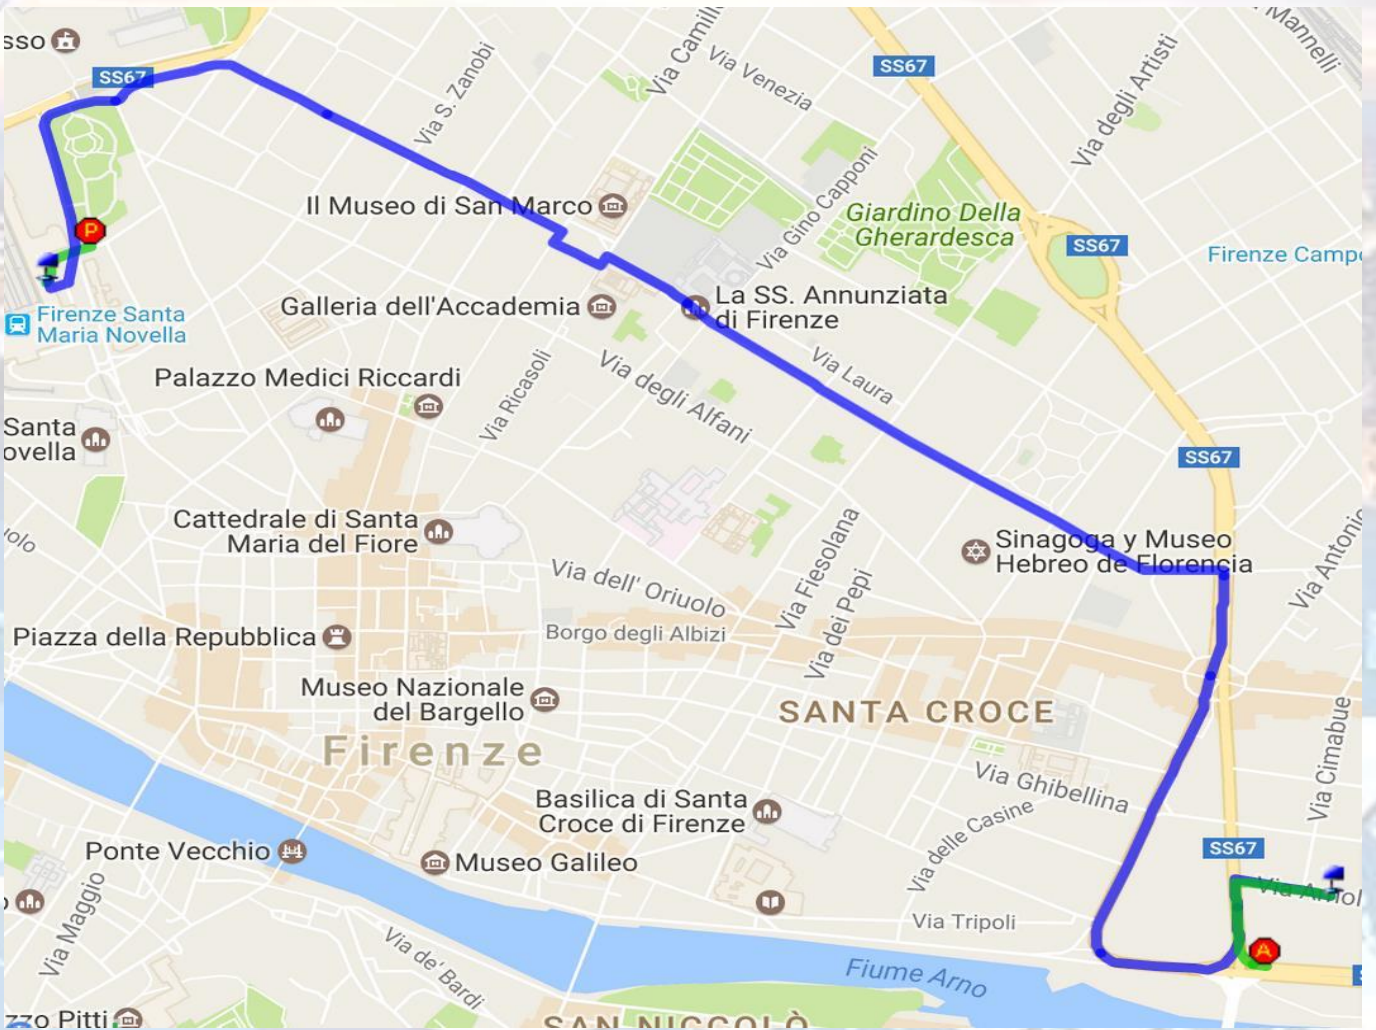 sso
SS67
Via S. Zanobi
Via Camill
Via Venezia
SS67
Via degli Artisti
Mannelli
Il Museo di San Marco
Via Gino Capponi
Giardino Della
Gherardesca
SS67
Firenze Campo
P
Firenze Santa
Maria Novella
Galleria dell'Accademia
La SS. Annunziata
di Firenze
Via Laura
Palazzo Medici Riccardi
Via Ricasoli
Via degli Alfani
Santa
ovella
SS67
Cattedrale di Santa
Maria del Fiore
iolo
Via Fiesolana
Sinagoga y Museo
Hebreo de Florencia
Via Antonio
Via dell' Oriuolo
Via dei Pepi
Borgo degli Albizi
Piazza della Repubblica
Museo Nazionale
del Bargello
SANTA CROCE
Firenze
Via Cimabue
Via Ghibellina
Basilica di Santa
Croce di Firenze
Via delle Casine
SS67
Ponte Vecchio
Museo Galileo
Via Arnol
Via Maggio
Via Tripoli
A
Via de' Bardi
Fiume Arno
zzo Pitti
SAN NICCOLÒ